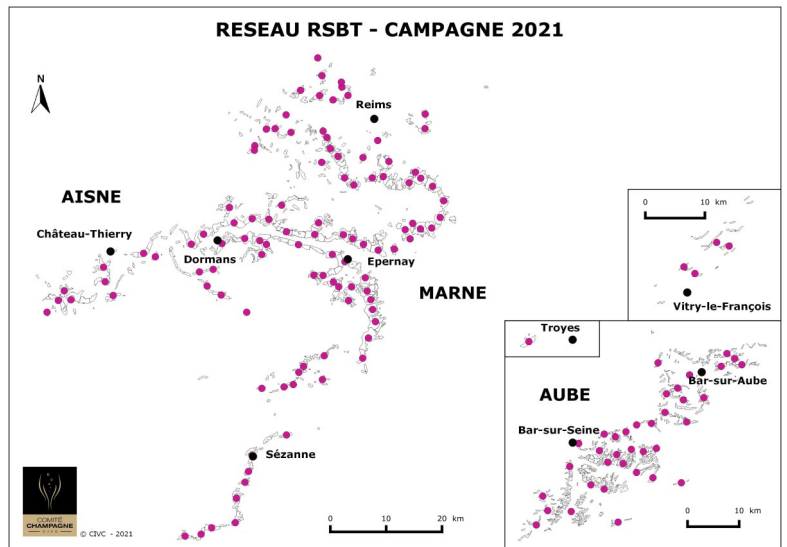 RESEAU RSBT - CAMPAGNE 2021
N
Reims
AISNE
Château-Thierry
Dormans
Epernay
MARNE
Sézanne
0 10 20 km
COMITÉ
CHAMPAGNE
© CIVC - 2021
0 10 km
Vitry-le-François
Troyes
AUBE
Bar-sur-Aube
Bar-sur-Seine
0 10 km